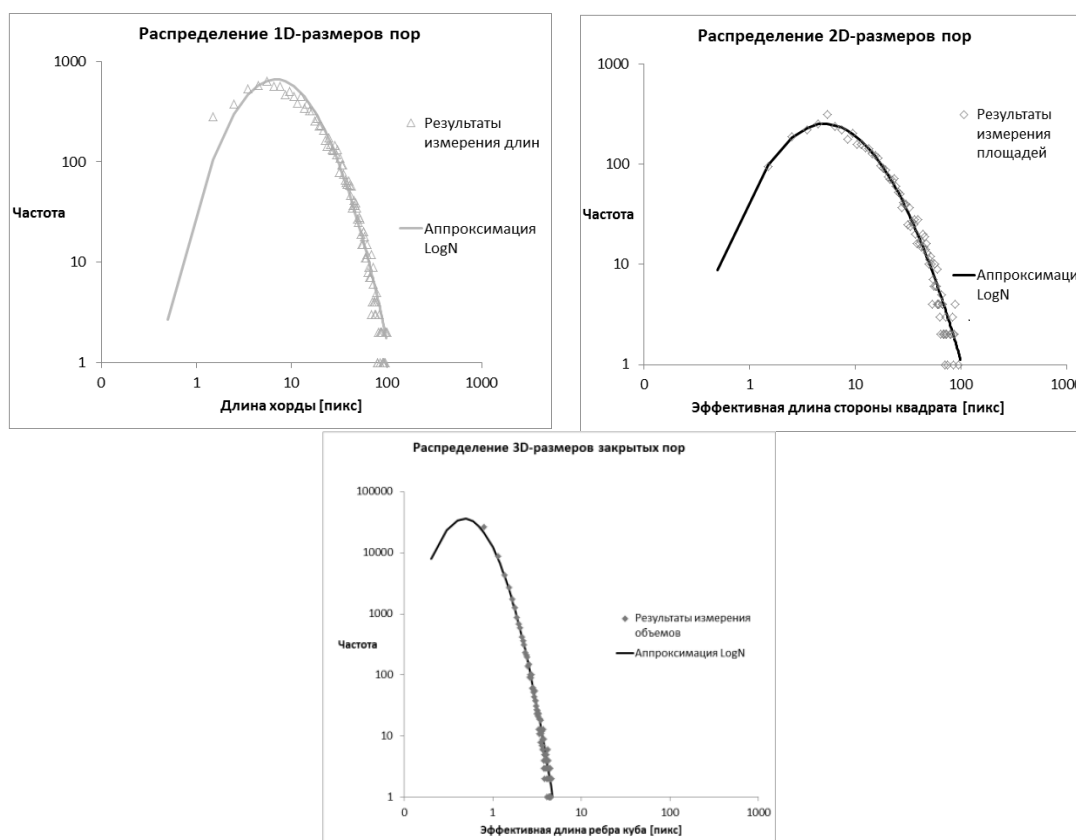 Распределение 1D-размеров пор
1000
100
10
1
Частота
0
1
10
100
1000
Длина хорды [пикс]
Результаты
измерения длин
Аппроксимация
LogN
Распределение 2D-размеров пор
1000
100
10
1
Частота
0
1
10
100
1000
Эффективная длина стороны квадрата [пикс]
Результаты
измерения
площадей
Аппроксимация
LogN
Распределение 3D-размеров закрытых пор
100000
10000
1000
100
10
1
Частота
0
1
10
100
1000
Эффективная длина ребра куба [пикс]
Результаты измерения
объемов
Аппроксимация LogN